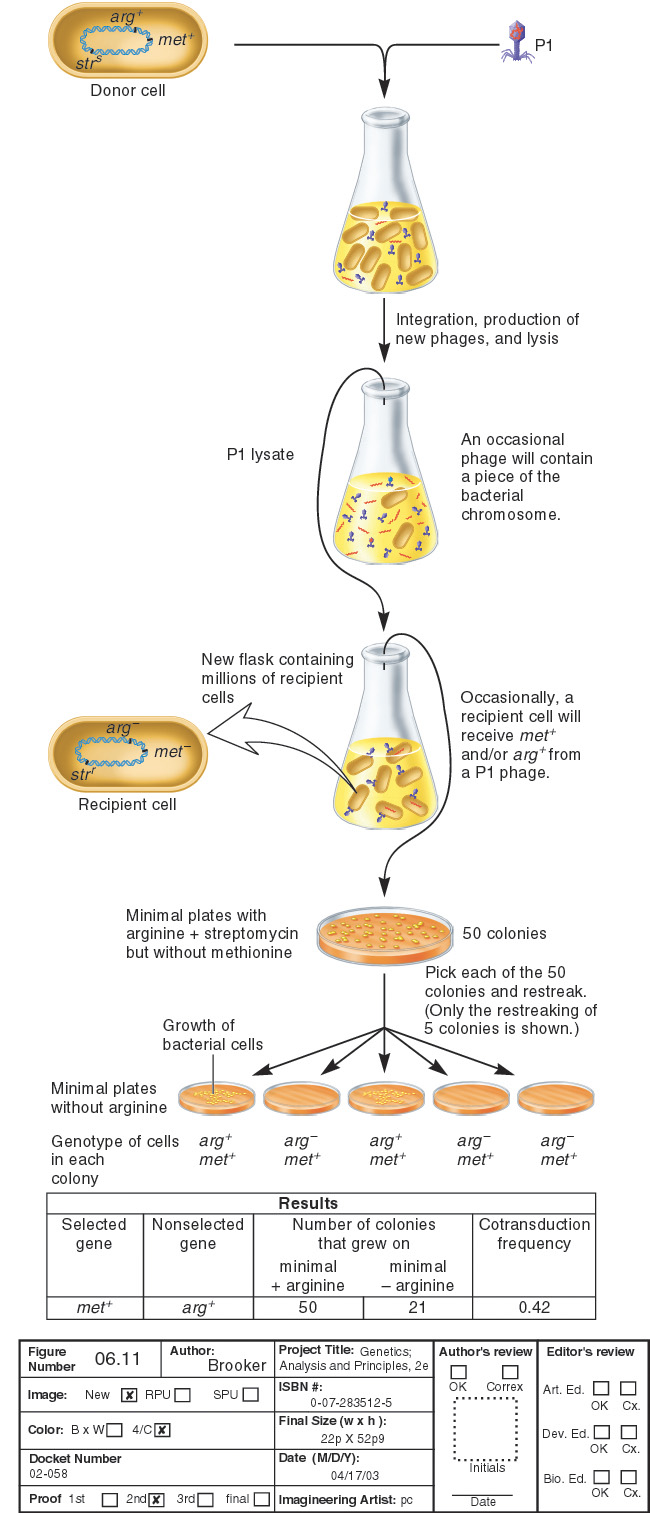 arg+
met+
str s
Donor cell
P1
Integration, production of
new phages, and lysis
P1 lysate
An occasional
phage will contain
a piece of the
bacterial
chromosome.
New flask containing
millions of recipient
cells
arg–
met–
str r
Recipient cell
Occasionally, a
recipient cell will
receive met+
and/or arg+ from
a P1 phage.
Minimal plates with
arginine + streptomycin
but without methionine
50 colonies
Pick each of the 50
colonies and restreak.
(Only the restreaking of
5 colonies is shown.)
Growth of
bacterial cells
Minimal plates
without arginine
Genotype of cells
in each
colony
arg+ arg– arg+ arg– arg–
met+ met+ met+ met+ met+
Results
Selected
gene
Nonselected
gene
Number of colonies
that grew on
minimal
+ arginine
minimal
– arginine
Cotransduction
frequency
met+ arg+ 50 21 0.42
Figure
Number 06.11
Author:
Brooker
Project Title: Genetics;
Analysis and Principles, 2e
Image: New ✘ RPU SPU
ISBN #:
0-07-283512-5
Color: B x W 4/C ✘
Final Size (w x h ):
22p X 52p9
Docket Number
02-058
Date (M/D/Y):
04/17/03
Proof 1st 2nd ✘ 3rd final
Imagineering Artist: pc
Author's review
OK Correx
Initials
Date
Editor's review
Art. Ed.
OK Cx.
Dev. Ed.
OK Cx.
Bio. Ed.
OK Cx.